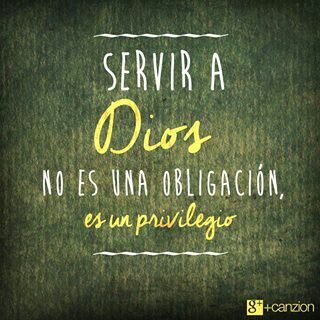 SERVIR A
Dios
NO ES UNA OBLIGACIÓN,
es un privilegio
g+ +canzion